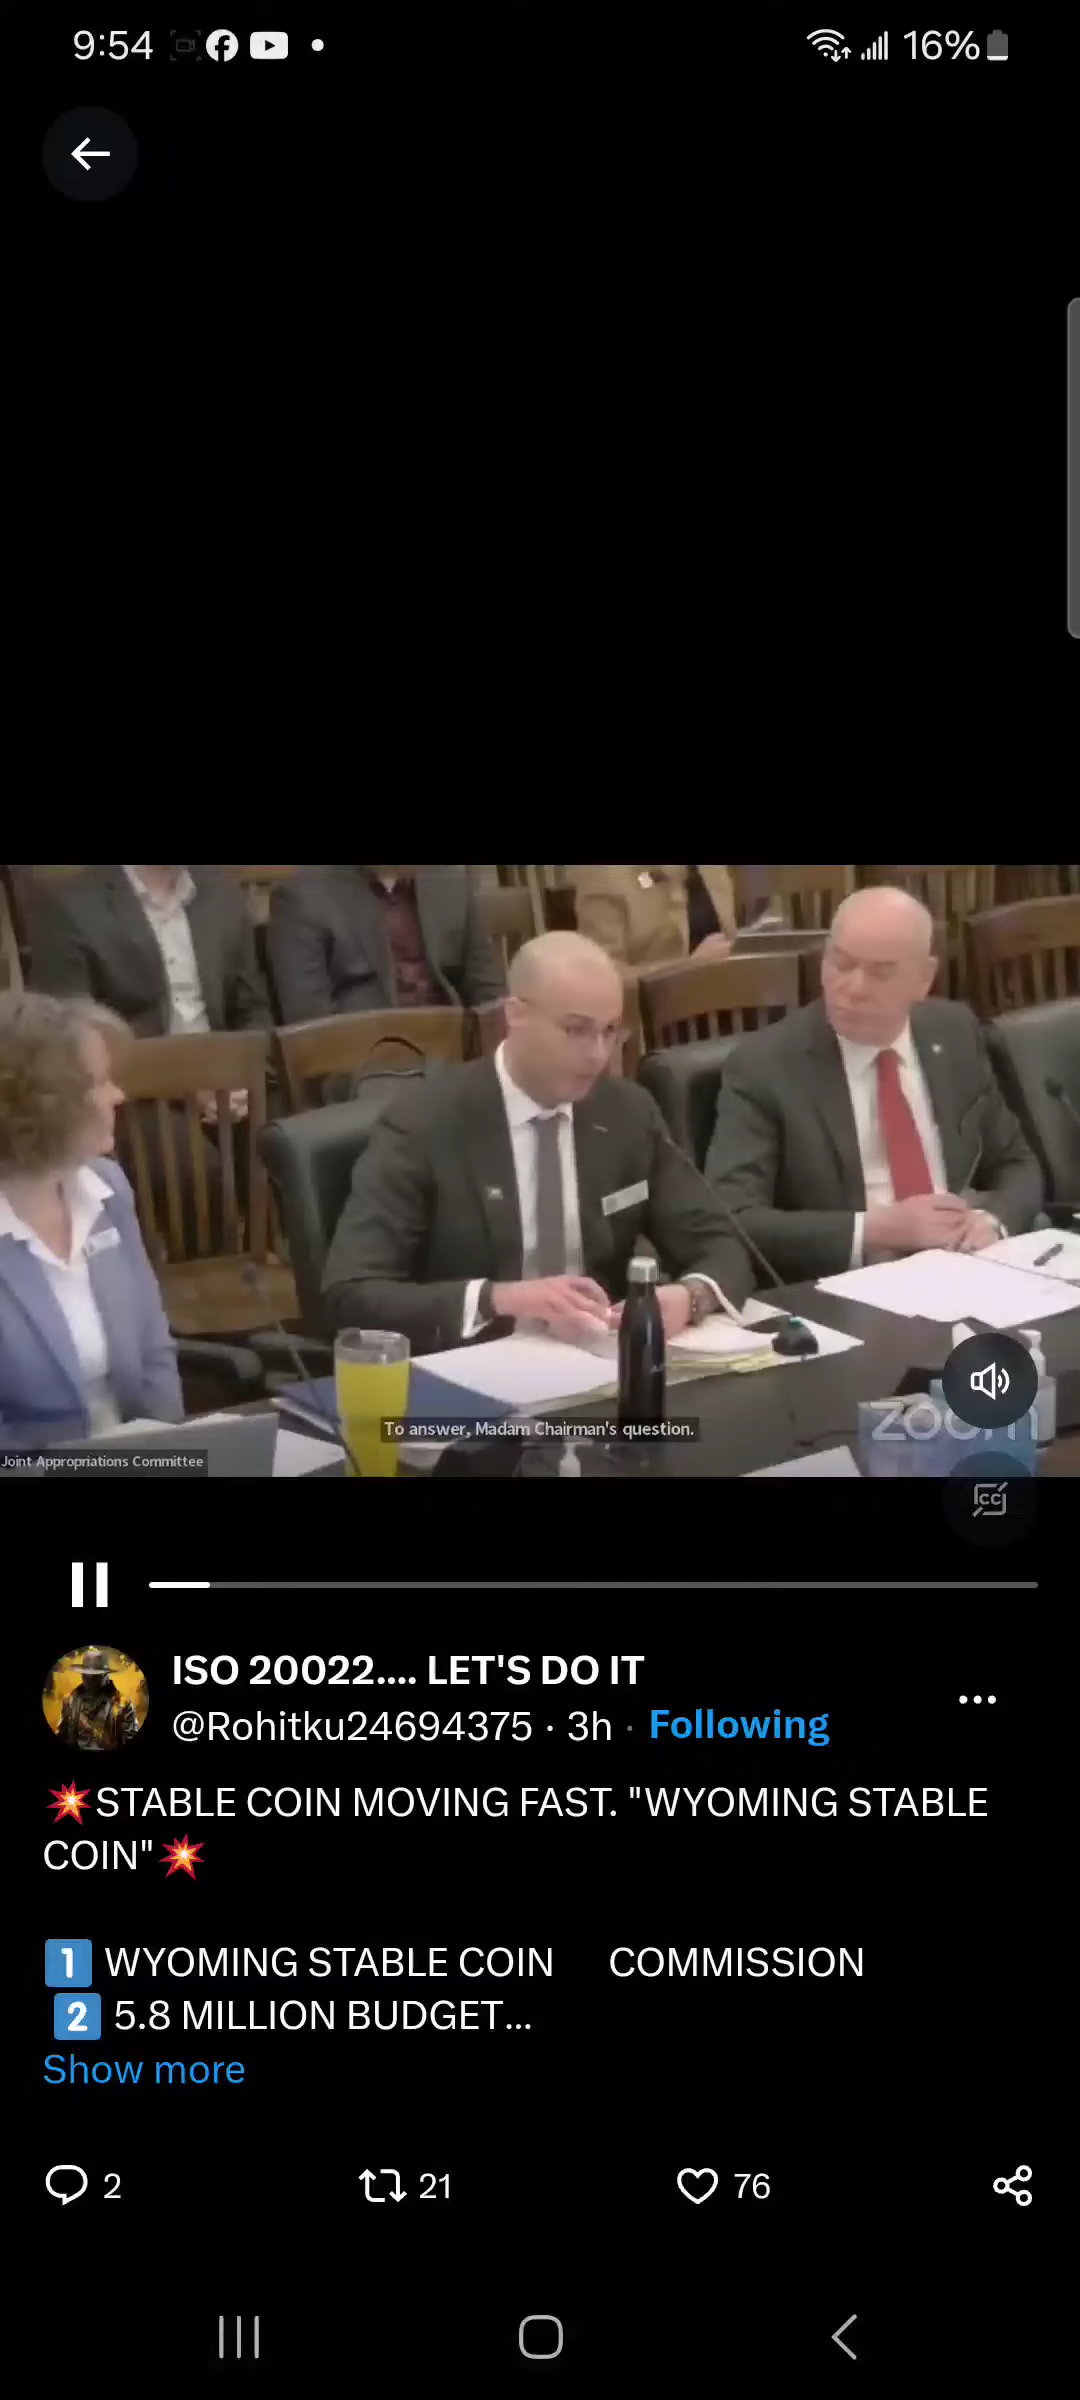 9:54
16%
To answer, Madam Chairman's question.
zoom
Joint Appropriations Committee
CC
ISO 20022.... LET'S DO IT
@Rohitku24694375 · 3h · Following
💥STABLE COIN MOVING FAST. "WYOMING STABLE
COIN"💥
1️⃣ WYOMING STABLE COIN COMMISSION
2️⃣ 5.8 MILLION BUDGET...
Show more
2
21
76